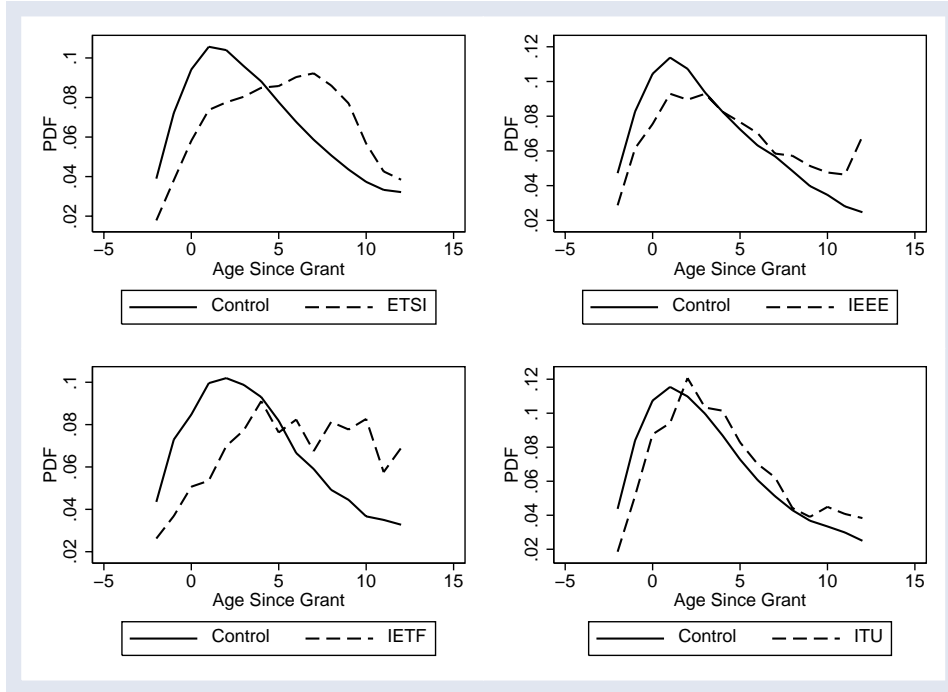 PDF
.1
.08
.06
.04
.02
−5 0 5 10 15
Age Since Grant
Control ETSI
PDF
.12
.1
.08
.06
.04
.02
−5 0 5 10 15
Age Since Grant
Control IEEE
PDF
.1
.08
.06
.04
.02
−5 0 5 10 15
Age Since Grant
Control IETF
PDF
.12
.1
.08
.06
.04
.02
−5 0 5 10 15
Age Since Grant
Control ITU